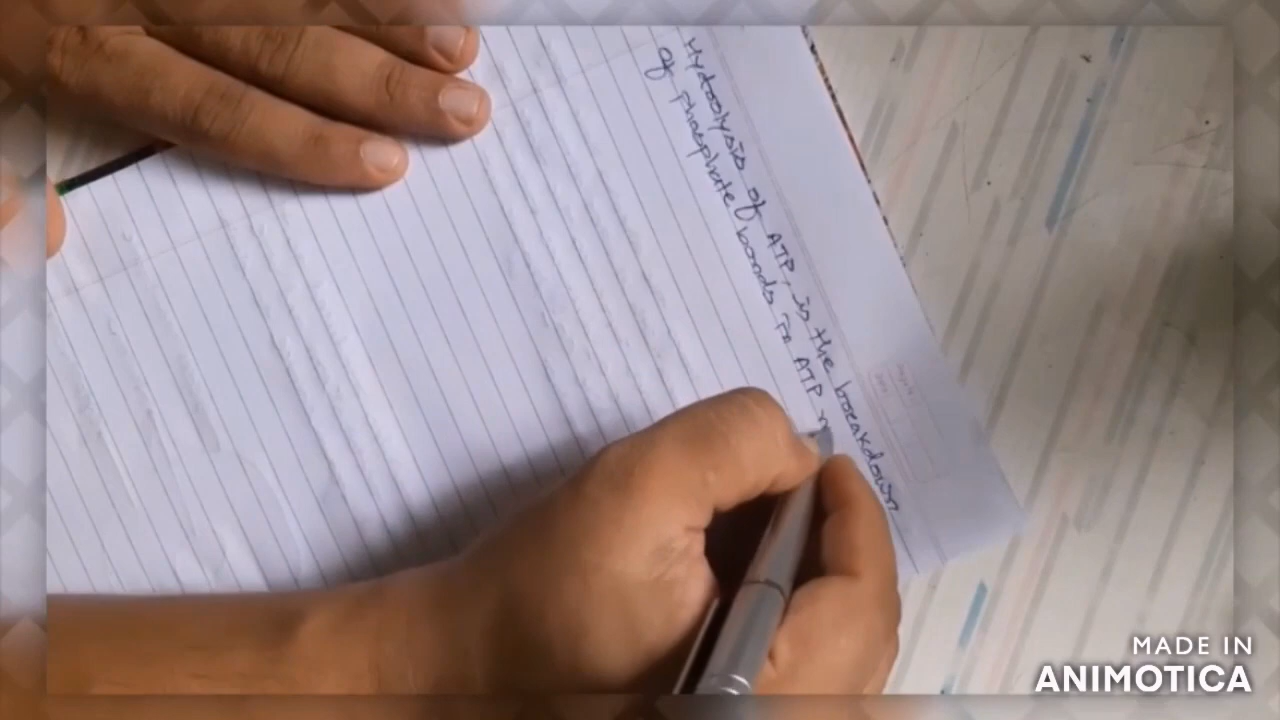 Hydrolysis of ATP, is the breakdown
of phosphate bonds in ATP
MADE IN
ANIMOTICA